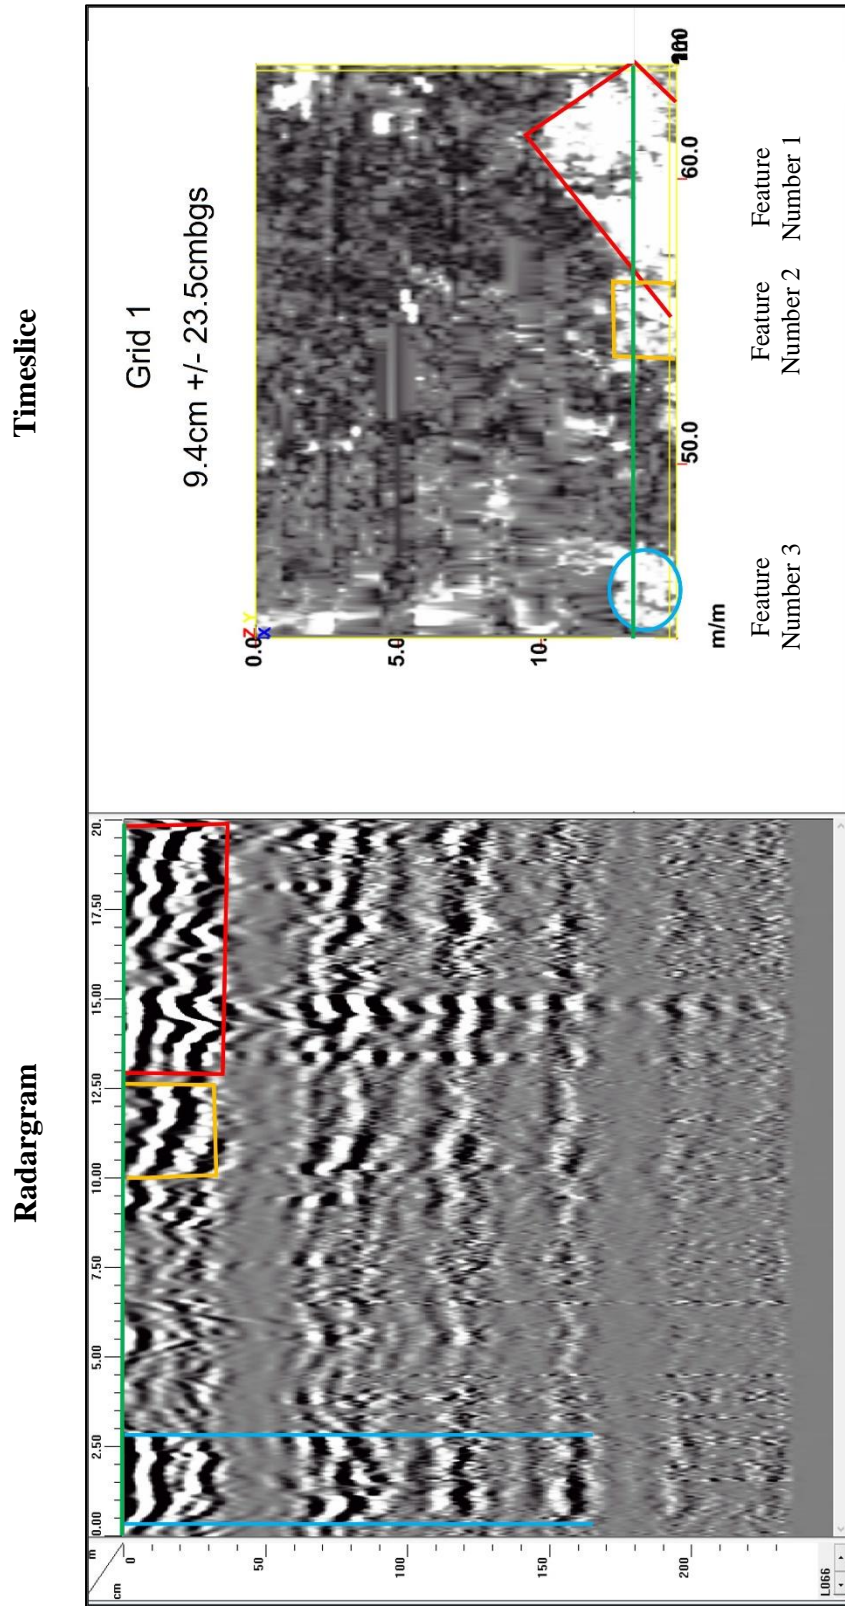 Radargram
Timeslice
m
cm
0.00 2.50 5.00 7.50 10.00 12.50 15.00 17.50 20.
0
50
100
150
200
L066
Grid 1
9.4cm +/- 23.5cmbgs
Z Y
X
0.0
5.0
10.
m/m
50.0 60.0
Feature
Number 3
Feature
Number 2
Feature
Number 1